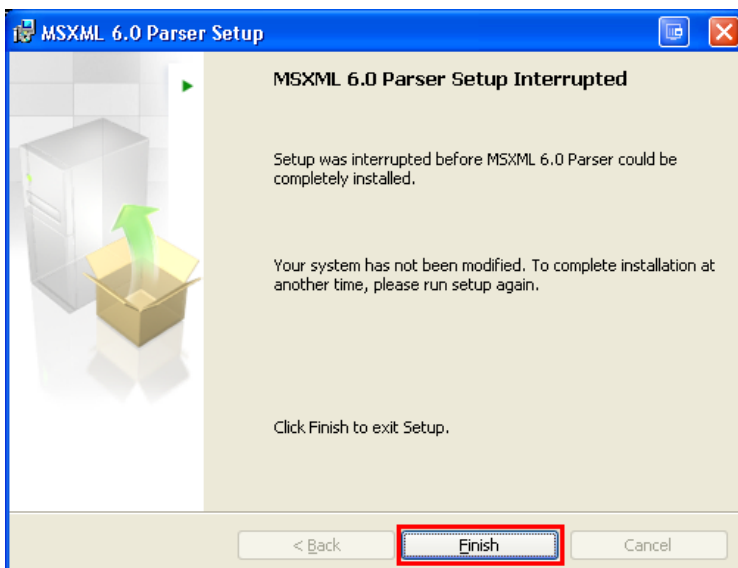 MSXML 6.0 Parser Setup
MSXML 6.0 Parser Setup Interrupted
Setup was interrupted before MSXML 6.0 Parser could be
completely installed.
Your system has not been modified. To complete installation at
another time, please run setup again.
Click Finish to exit Setup.
< Back
Finish
Cancel